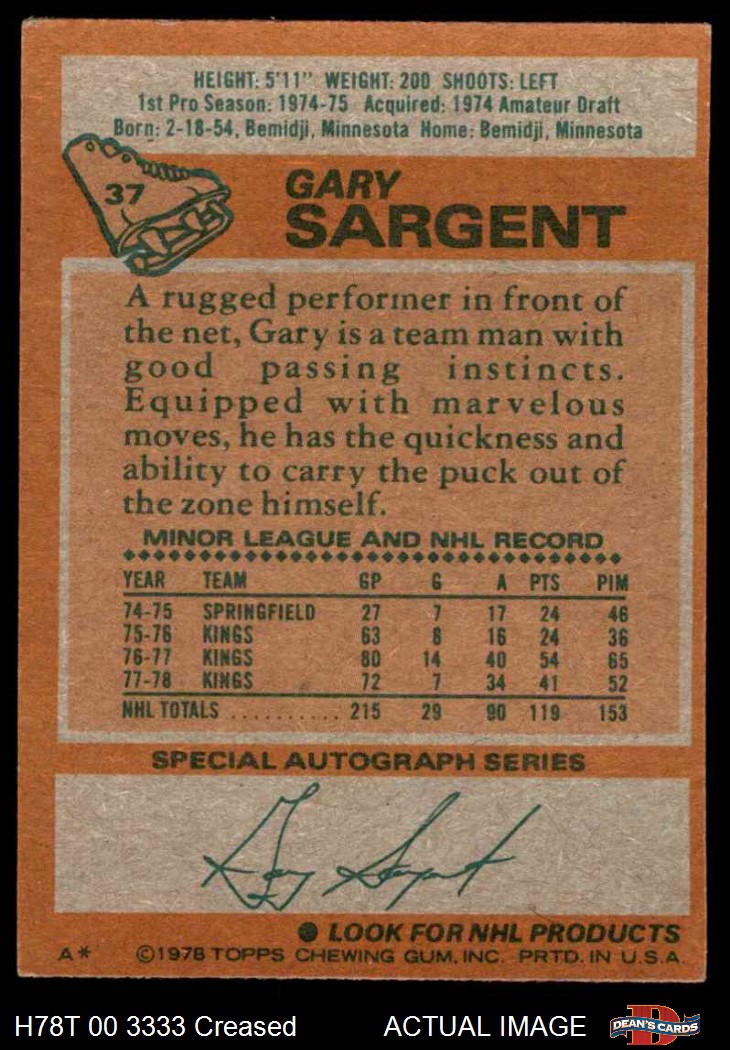 HEIGHT: 5'11" WEIGHT: 200 SHOOTS: LEFT
1st Pro Season: 1974-75 Acquired: 1974 Amateur Draft
Born: 2-18-54, Bemidji, Minnesota Home: Bemidji, Minnesota
37
GARY
SARGENT
A rugged performer in front of
the net, Gary is a team man with
good passing instincts.
Equipped with marvelous
moves, he has the quickness and
ability to carry the puck out of
the zone himself.
MINOR LEAGUE AND NHL RECORD
YEAR TEAM GP G A PTS PIM
74-75 SPRINGFIELD 27 7 17 24 46
75-76 KINGS 63 8 16 24 36
76-77 KINGS 80 14 40 54 65
77-78 KINGS 72 7 34 41 52
NHL TOTALS .......... 215 29 90 119 153
SPECIAL AUTOGRAPH SERIES
Gary Sargent
LOOK FOR NHL PRODUCTS
A* ©1978 TOPPS CHEWING GUM, INC. PRTD. IN U.S.A.
H78T 00 3333 Creased ACTUAL IMAGE
D
DEAN'S CARDS